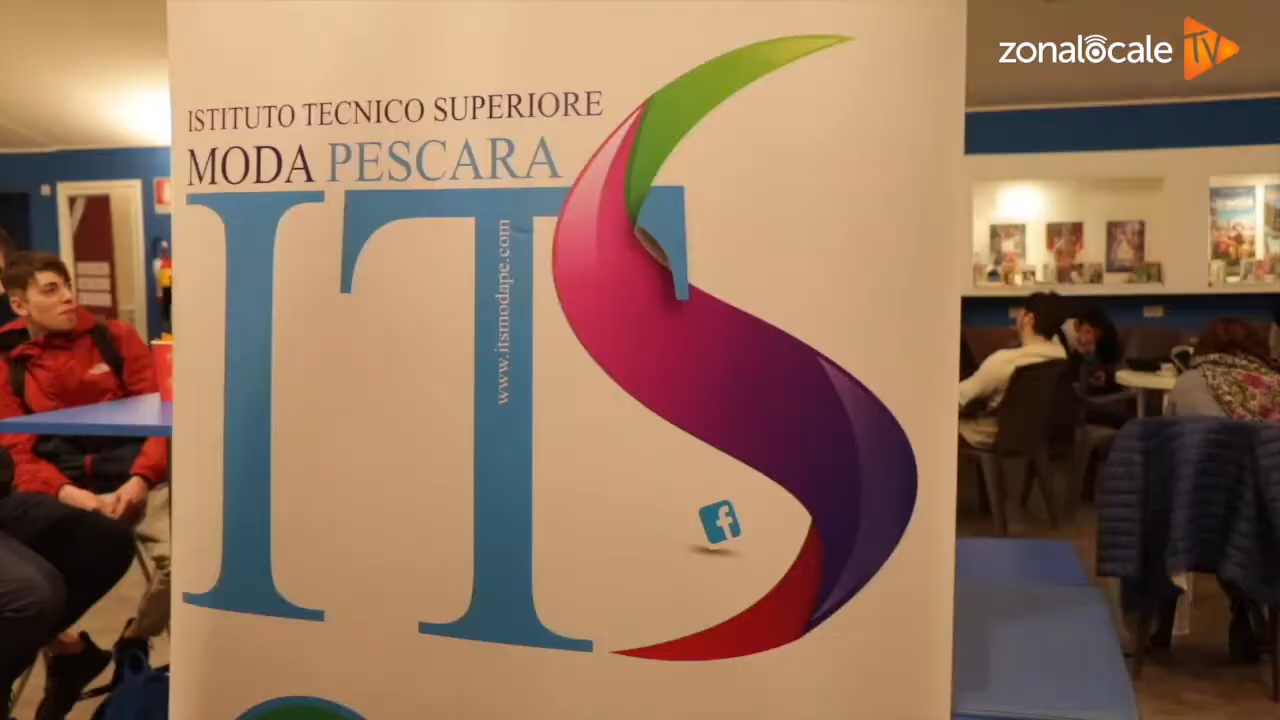 zonalocale TV
ISTITUTO TECNICO SUPERIORE
MODA PESCARA
ITS
www.itsmodape.com
f